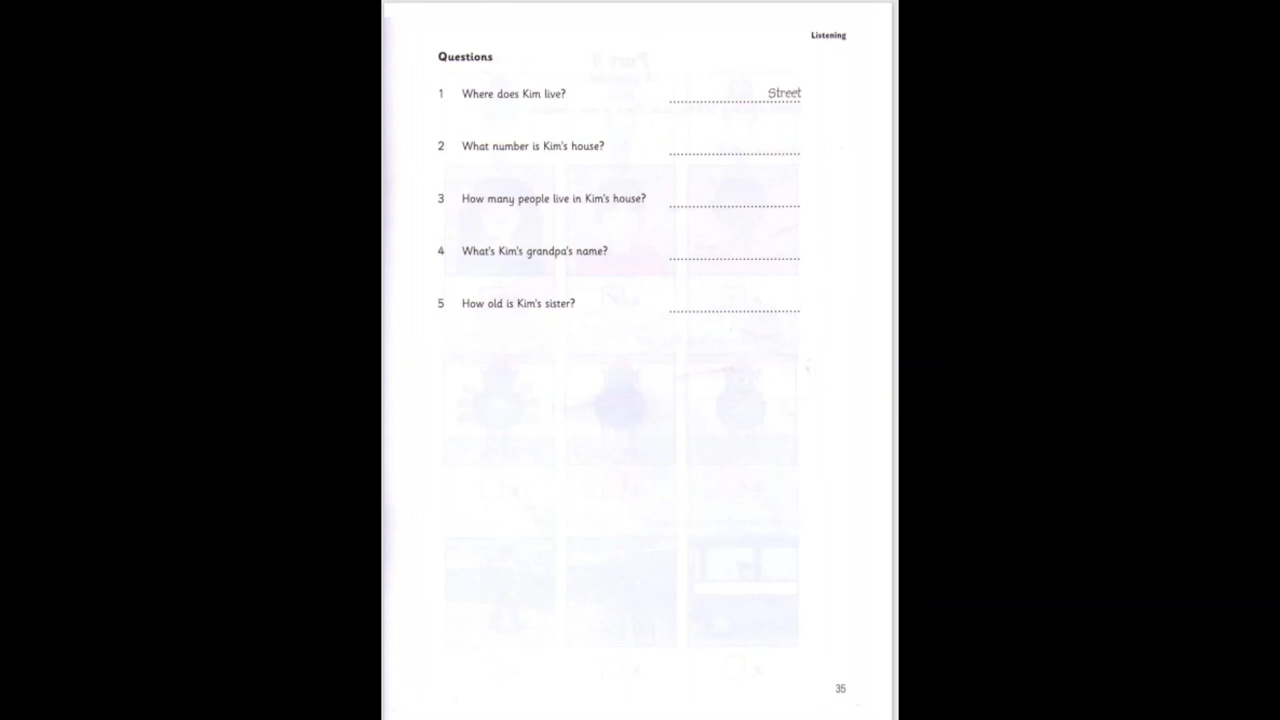 Listening
Questions
1 Where does Kim live? Street
2 What number is Kim's house?
3 How many people live in Kim's house?
4 What's Kim's grandpa's name?
5 How old is Kim's sister?
35